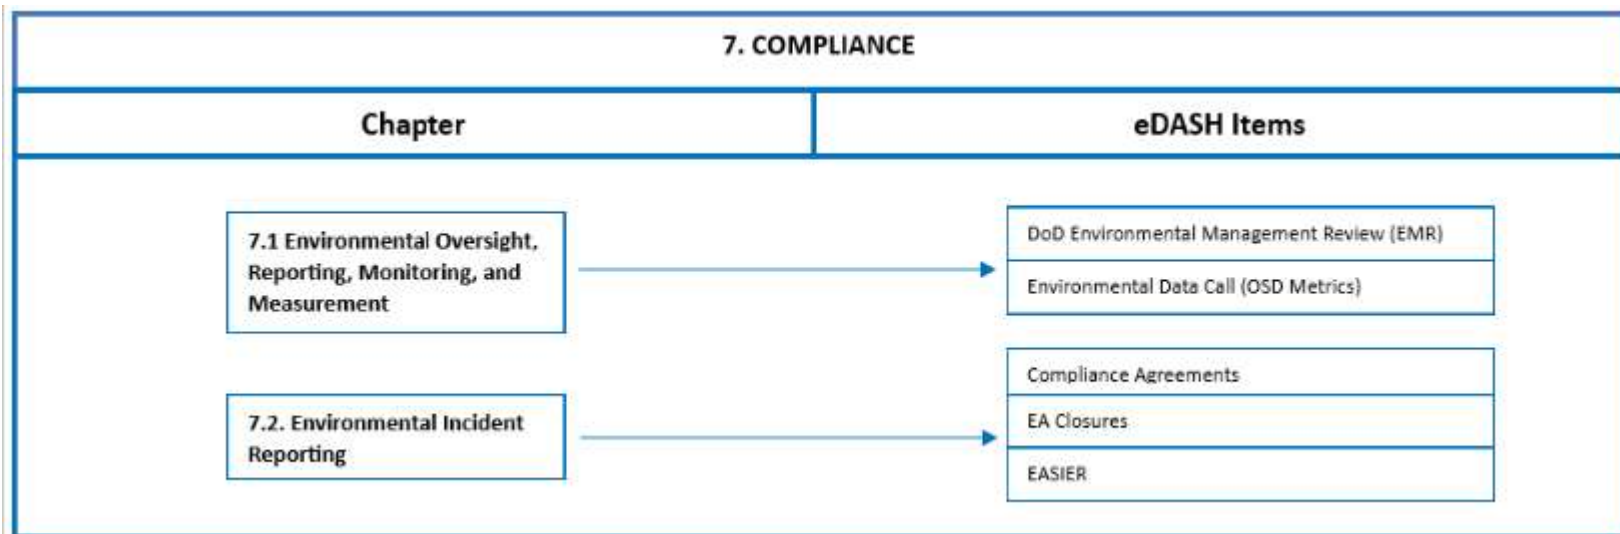 7. COMPLIANCE
Chapter
eDASH Items
7.1 Environmental Oversight,
Reporting, Monitoring, and
Measurement
DoD Environmental Management Review (EMR)
Environmental Data Call (OSD Metrics)
7.2. Environmental Incident
Reporting
Compliance Agreements
EA Closures
EASIER